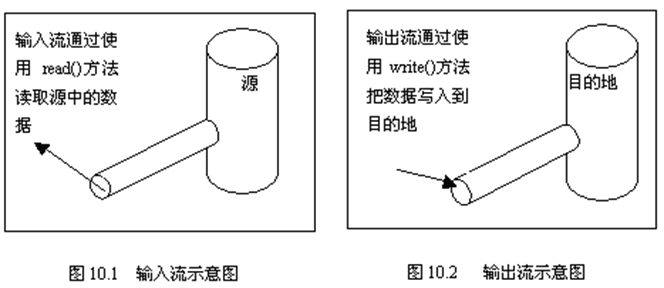 输入流通过使
用 read()方法
读取源中的数
据
源
图 10.1 输入流示意图
输出流通过使
用 write()方法
把数据写入到
目的地
目的地
图 10.2 输出流示意图